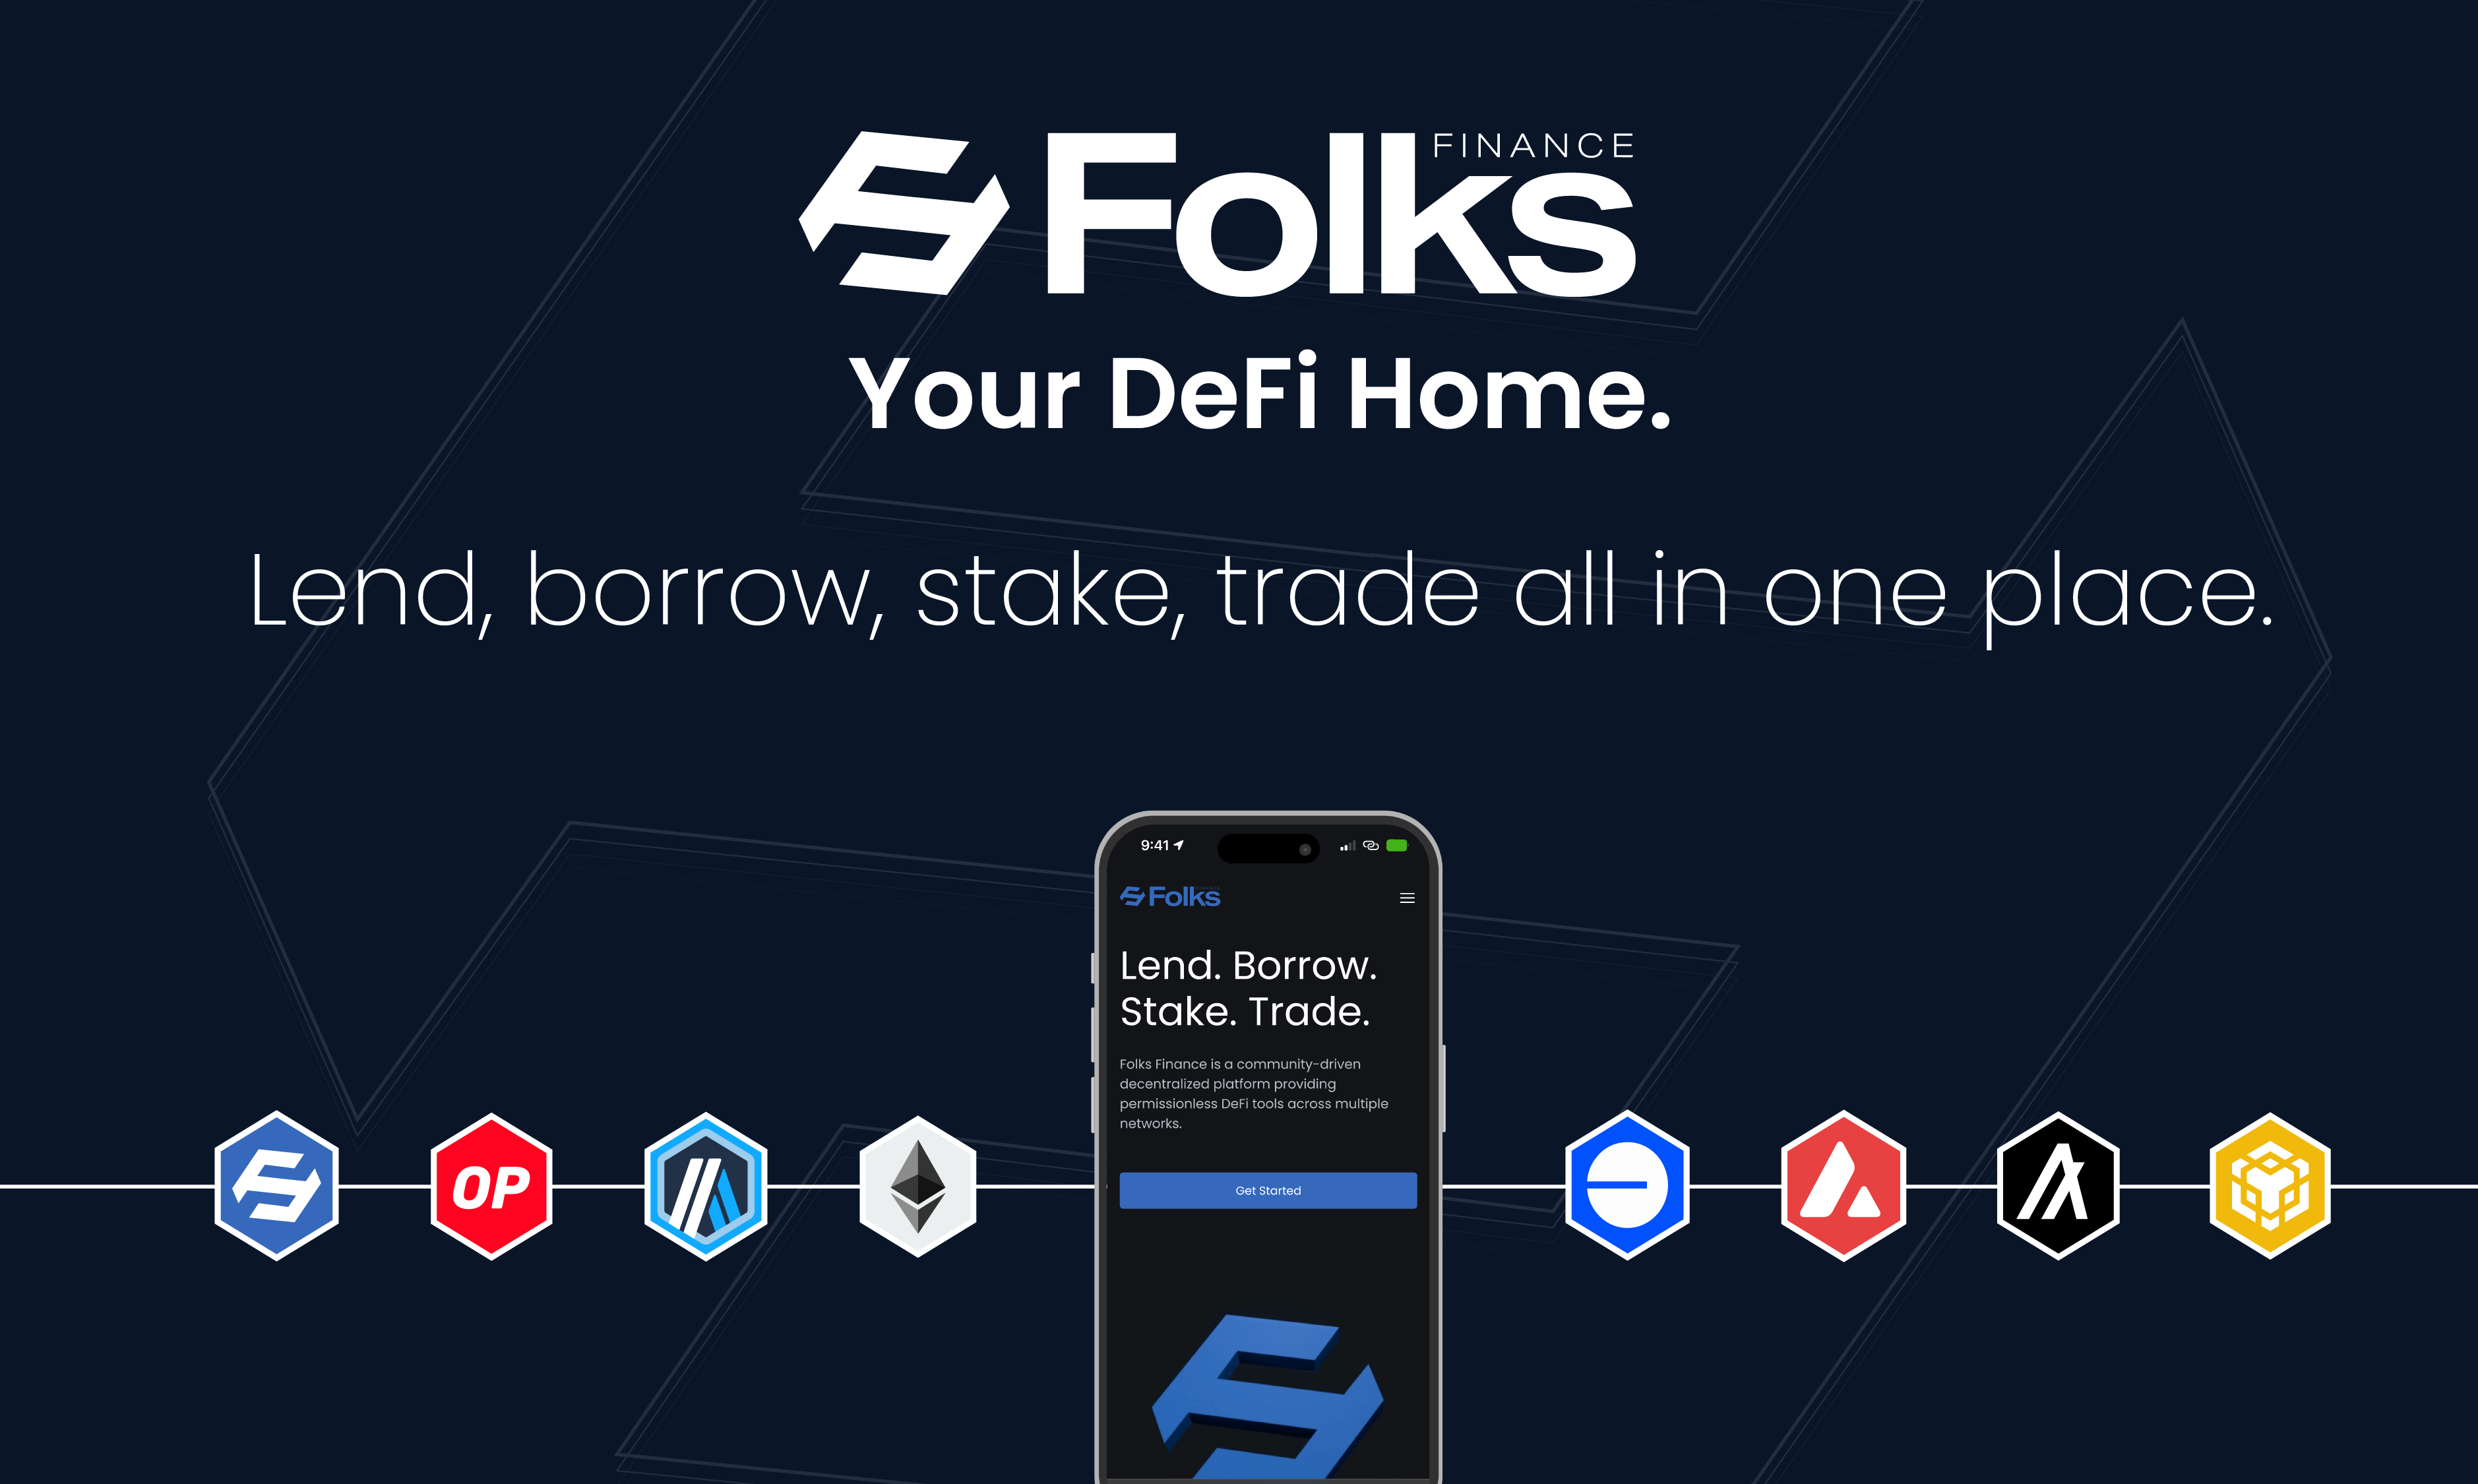 FINANCE
Folks
Your DeFi Home.
Lend, borrow, stake, trade all in one place.
9:41
Folks
Lend. Borrow.
Stake. Trade.
Folks Finance is a community-driven
decentralized platform providing
permissionless DeFi tools across multiple
networks.
OP
Get Started